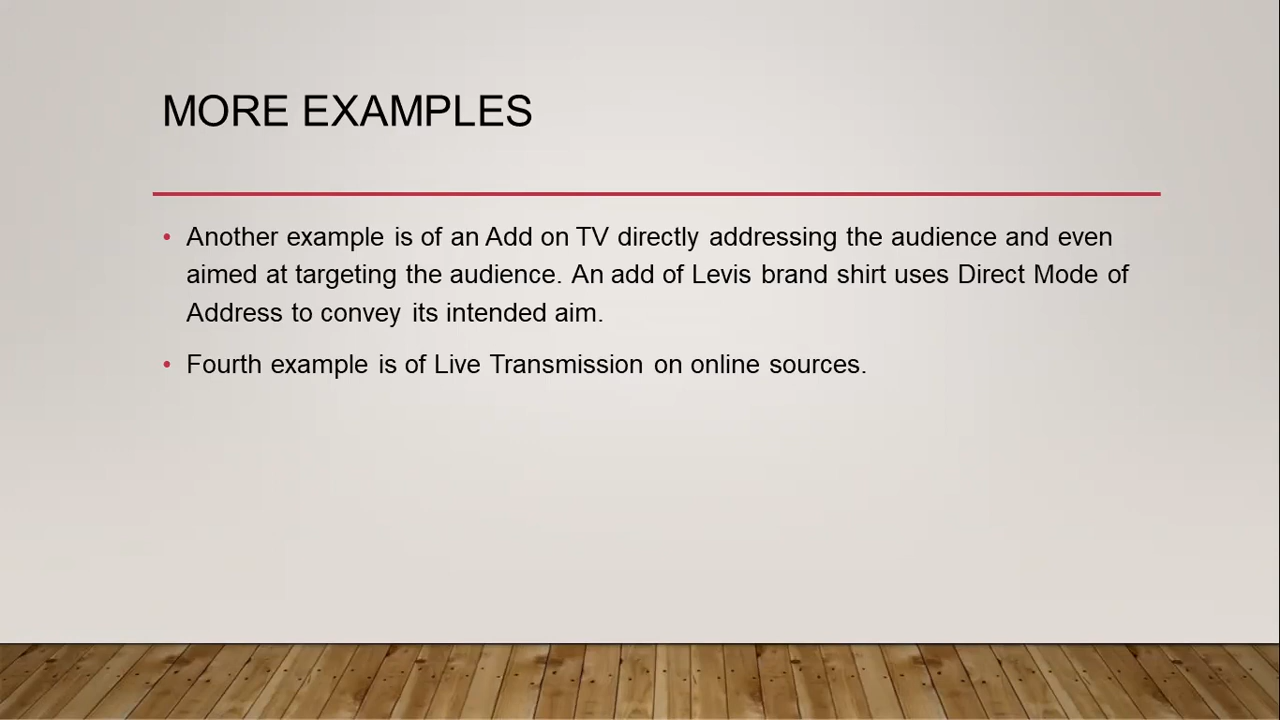 MORE EXAMPLES
• Another example is of an Add on TV directly addressing the audience and even
aimed at targeting the audience. An add of Levis brand shirt uses Direct Mode of
Address to convey its intended aim.
• Fourth example is of Live Transmission on online sources.